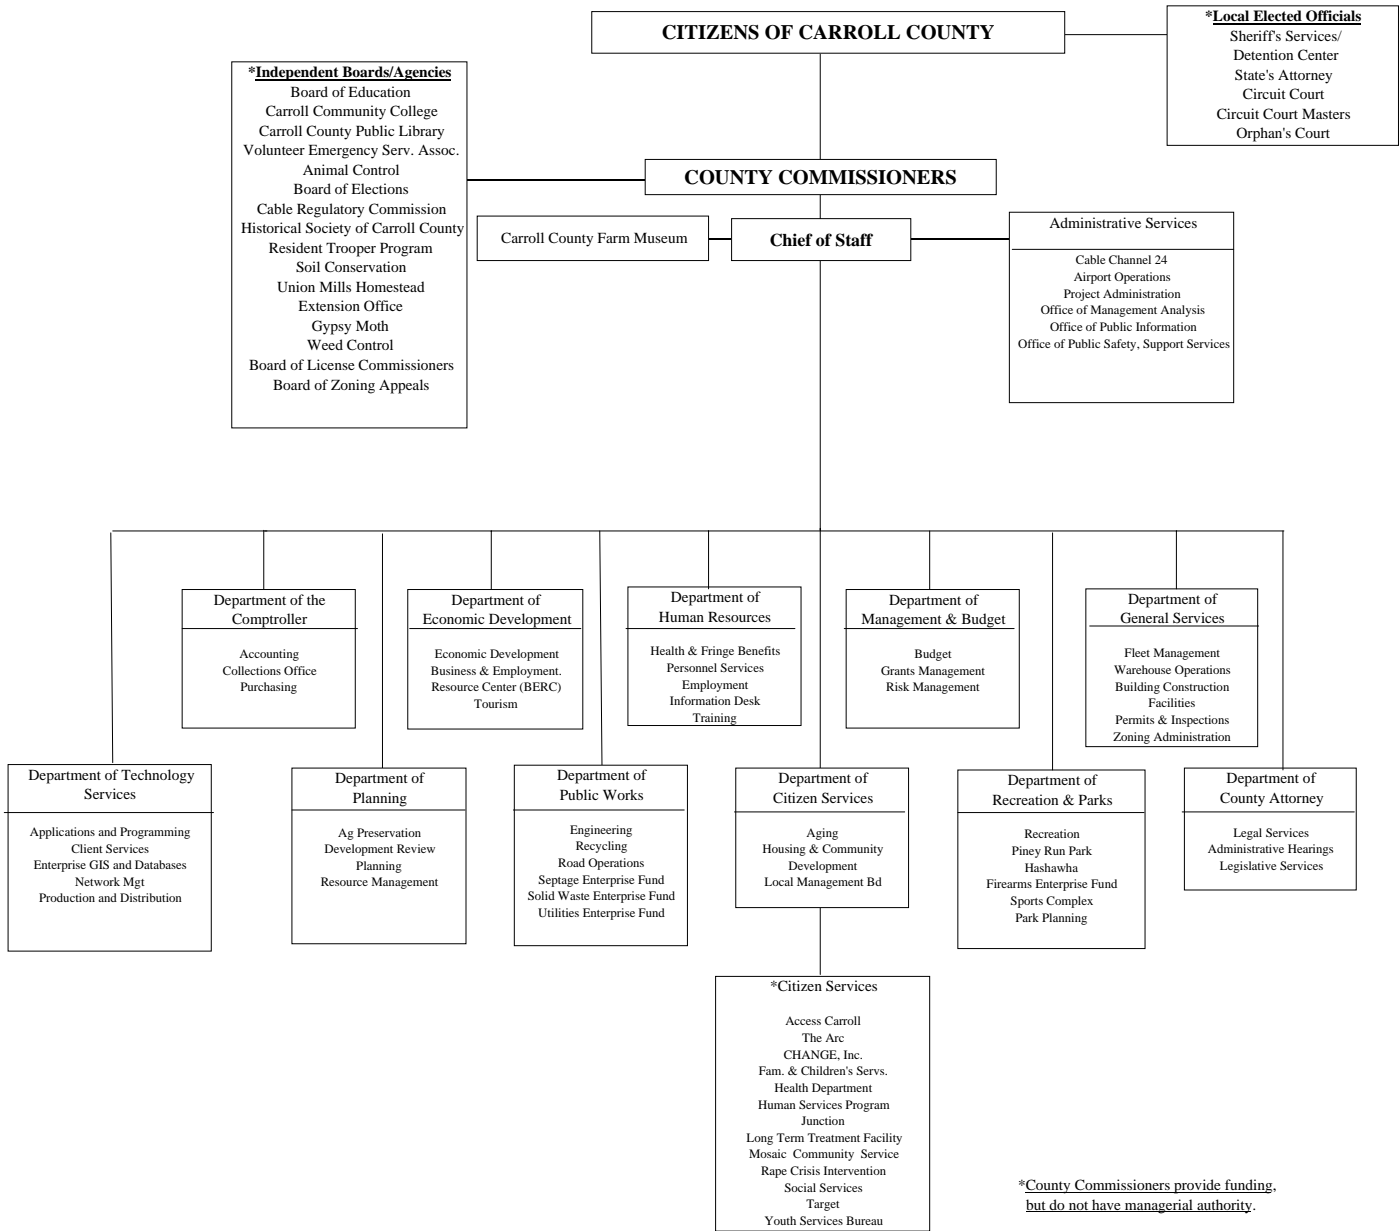 CITIZENS OF CARROLL COUNTY
*Local Elected Officials
Sheriff's Services/
Detention Center
State's Attorney
Circuit Court
Circuit Court Masters
Orphan's Court
*Independent Boards/Agencies
Board of Education
Carroll Community College
Carroll County Public Library
Volunteer Emergency Serv. Assoc.
Animal Control
Board of Elections
Cable Regulatory Commission
Historical Society of Carroll County
Resident Trooper Program
Soil Conservation
Union Mills Homestead
Extension Office
Gypsy Moth
Weed Control
Board of License Commissioners
Board of Zoning Appeals
COUNTY COMMISSIONERS
Carroll County Farm Museum
Chief of Staff
Administrative Services
Cable Channel 24
Airport Operations
Project Administration
Office of Management Analysis
Office of Public Information
Office of Public Safety, Support Services
Department of the
Comptroller
Accounting
Collections Office
Purchasing
Department of
Economic Development
Economic Development
Business & Employment.
Resource Center (BERC)
Tourism
Department of
Human Resources
Health & Fringe Benefits
Personnel Services
Employment
Information Desk
Training
Department of
Management & Budget
Budget
Grants Management
Risk Management
Department of
General Services
Fleet Management
Warehouse Operations
Building Construction
Facilities
Permits & Inspections
Zoning Administration
Department of Technology
Services
Applications and Programming
Client Services
Enterprise GIS and Databases
Network Mgt
Production and Distribution
Department of
Planning
Ag Preservation
Development Review
Planning
Resource Management
Department of
Public Works
Engineering
Recycling
Road Operations
Septage Enterprise Fund
Solid Waste Enterprise Fund
Utilities Enterprise Fund
Department of
Citizen Services
Aging
Housing & Community
Development
Local Management Bd
Department of
Recreation & Parks
Recreation
Piney Run Park
Hashawha
Firearms Enterprise Fund
Sports Complex
Park Planning
Department of
County Attorney
Legal Services
Administrative Hearings
Legislative Services
*Citizen Services
Access Carroll
The Arc
CHANGE, Inc.
Fam. & Children's Servs.
Health Department
Human Services Program
Junction
Long Term Treatment Facility
Mosaic Community Service
Rape Crisis Intervention
Social Services
Target
Youth Services Bureau
*County Commissioners provide funding,
but do not have managerial authority.